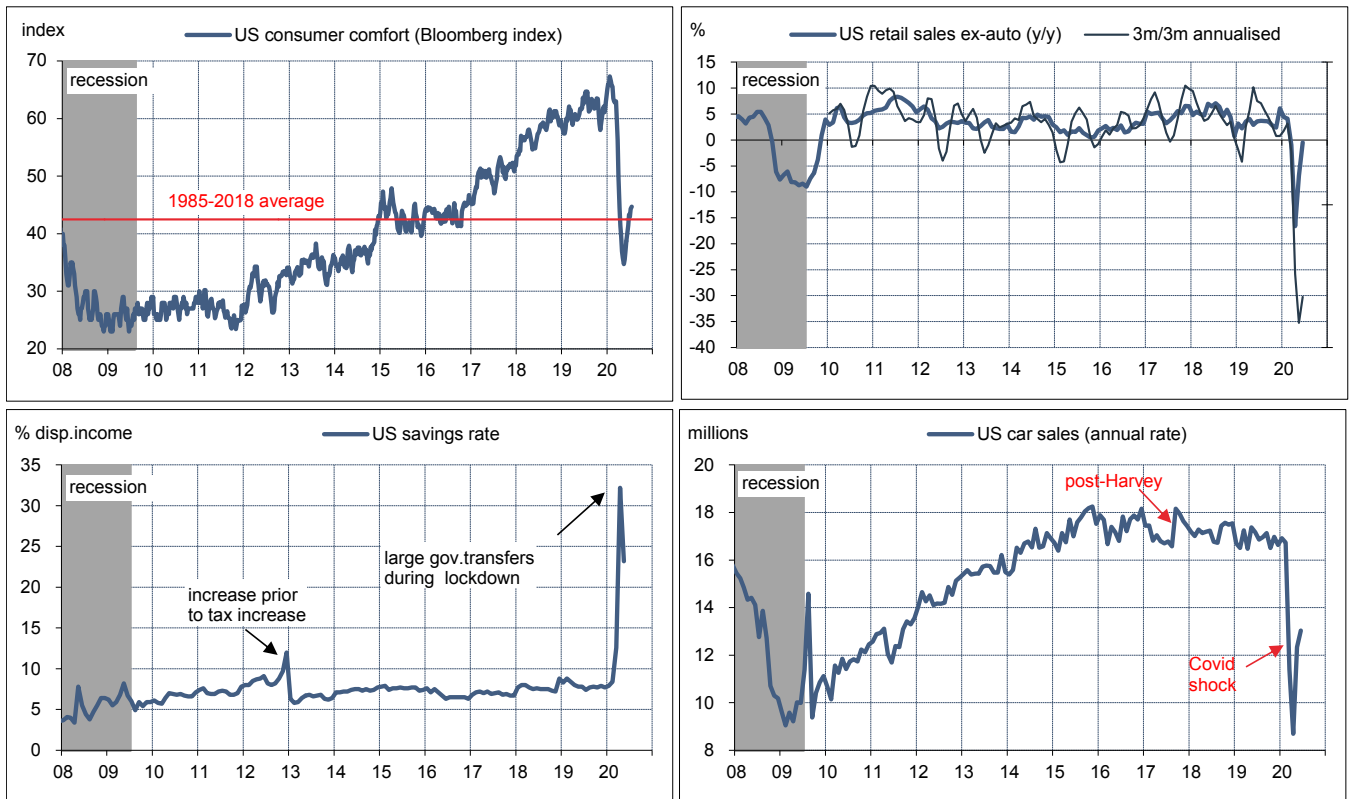 index
US consumer comfort (Bloomberg index)
70
60
50
40
30
20
recession
1985-2018 average
08 09 10 11 12 13 14 15 16 17 18 19 20
%
US retail sales ex-auto (y/y)
3m/3m annualised
15
10
5
0
-5
-10
-15
-20
-25
-30
-35
-40
recession
08 09 10 11 12 13 14 15 16 17 18 19 20
% disp.income
US savings rate
35
30
25
20
15
10
5
0
recession
increase prior
to tax increase
large gov.transfers
during lockdown
08 09 10 11 12 13 14 15 16 17 18 19 20
millions
US car sales (annual rate)
20
18
16
14
12
10
8
recession
post-Harvey
Covid
shock
08 09 10 11 12 13 14 15 16 17 18 19 20